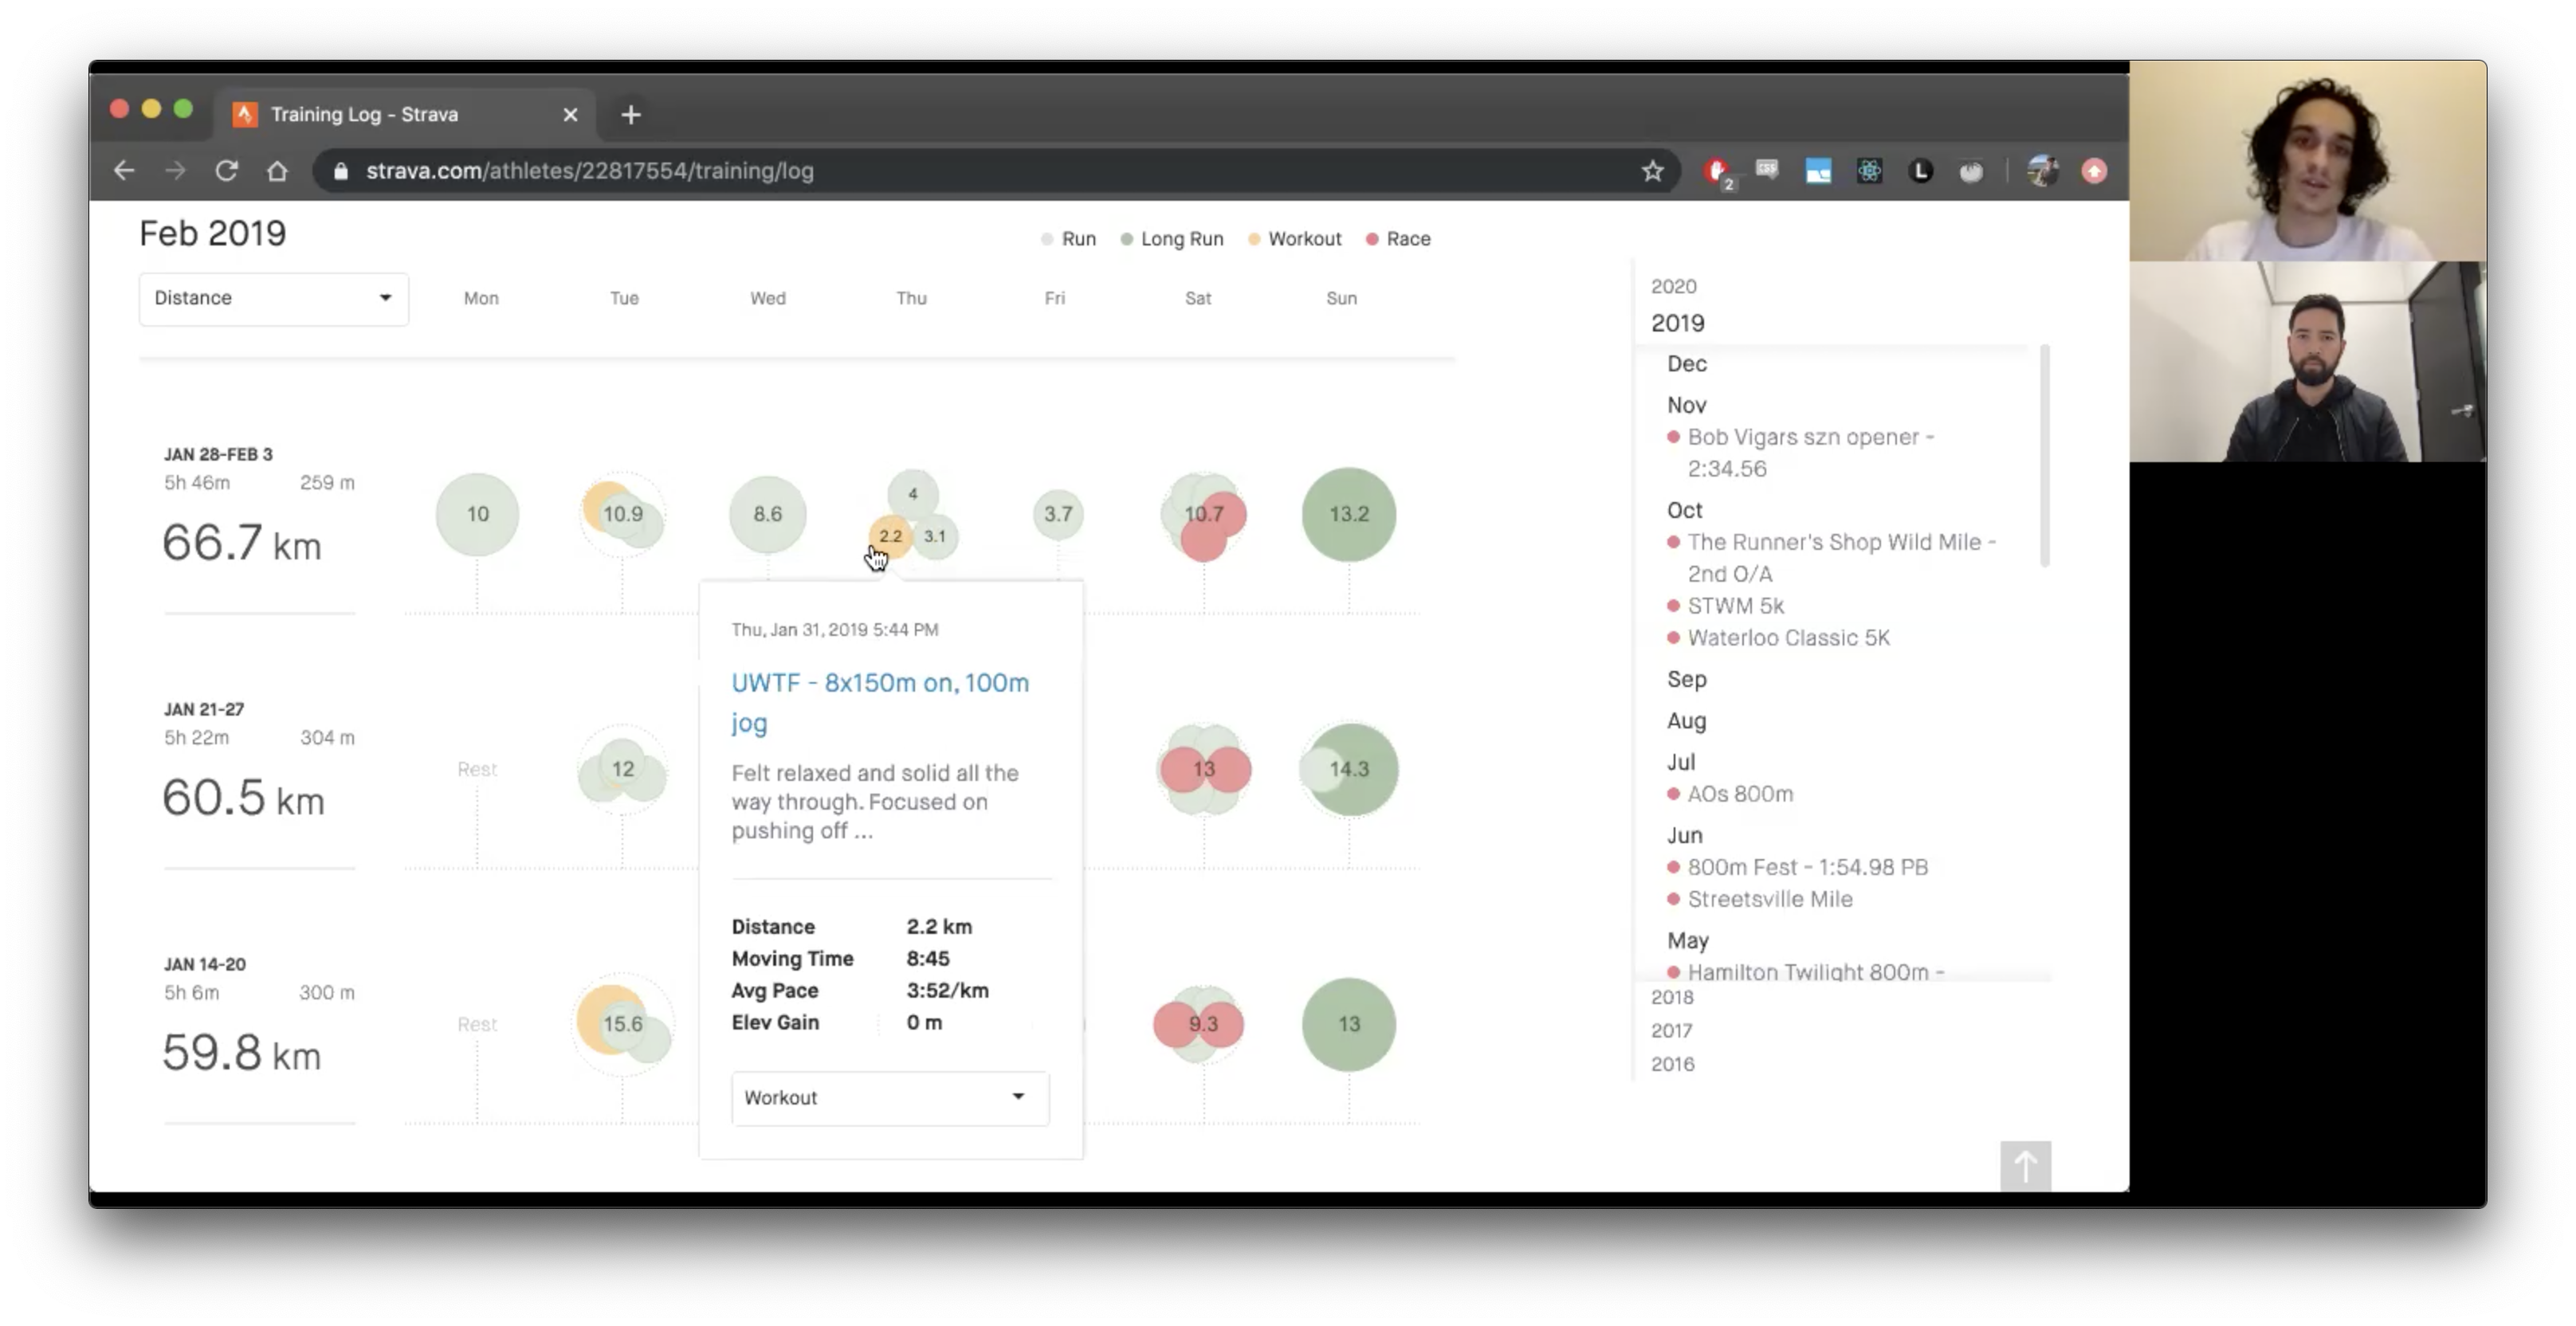 Training Log - Strava
strava.com/athletes/22817554/training/log
2
CSS
L
Feb 2019
Run
Long Run
Workout
Race
Distance
Mon
Tue
Wed
Thu
Fri
Sat
Sun
JAN 28-FEB 3
5h 46m
259 m
66.7 km
10
10.9
8.6
4
2.2
3.1
3.7
10.7
13.2
Thu, Jan 31, 2019 5:44 PM
UWTF - 8x150m on, 100m
jog
Felt relaxed and solid all the
way through. Focused on
pushing off ...
Distance 2.2 km
Moving Time 8:45
Avg Pace 3:52/km
Elev Gain 0 m
Workout
JAN 21-27
5h 22m
304 m
60.5 km
Rest
12
13
14.3
JAN 14-20
5h 6m
300 m
59.8 km
Rest
15.6
9.3
13
2020
2019
Dec
Nov
Bob Vigars szn opener -
2:34.56
Oct
The Runner's Shop Wild Mile -
2nd O/A
STWM 5k
Waterloo Classic 5K
Sep
Aug
Jul
AOs 800m
Jun
800m Fest - 1:54.98 PB
Streetsville Mile
May
Hamilton Twilight 800m -
2018
2017
2016